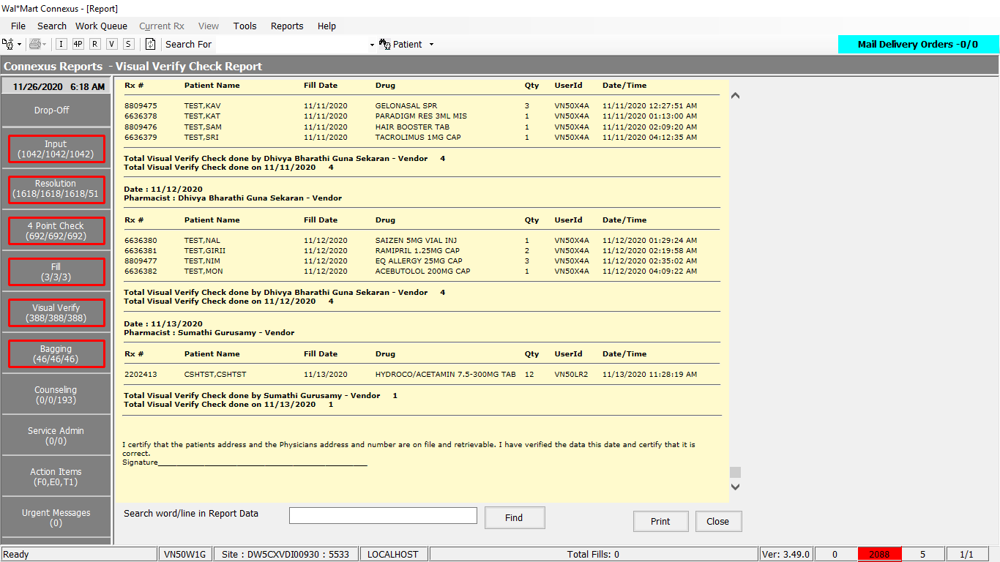 Wal*Mart Connexus - [Report]
File Search Work Queue Current Rx View Tools Reports Help
I 4P R V S Search For Patient
Mail Delivery Orders -0/0
Connexus Reports - Visual Verify Check Report
11/26/2020 6:18 AM
Drop-Off
Input
(1042/1042/1042)
Resolution
(1618/1618/1618/51
4 Point Check
(692/692/692)
Fill
(3/3/3)
Visual Verify
(388/388/388)
Bagging
(46/46/46)
Counseling
(0/0/193)
Service Admin
(0/0)
Action Items
(F0,E0,T1)
Urgent Messages
(0)
Rx # Patient Name Fill Date Drug Qty UserId Date/Time
8809475 TEST,KAV 11/11/2020 GELONASAL SPR 3 VN50X4A 11/11/2020 12:27:51 AM
6636378 TEST,KAT 11/11/2020 PARADIGM RES 3ML MIS 1 VN50X4A 11/11/2020 01:13:00 AM
8809476 TEST,SAM 11/11/2020 HAIR BOOSTER TAB 1 VN50X4A 11/11/2020 02:09:20 AM
6636379 TEST,SRI 11/11/2020 TACROLIMUS 1MG CAP 1 VN50X4A 11/11/2020 04:12:35 AM
Total Visual Verify Check done by Dhivya Bharathi Guna Sekaran - Vendor 4
Total Visual Verify Check done on 11/11/2020 4
Date : 11/12/2020
Pharmacist : Dhivya Bharathi Guna Sekaran - Vendor
Rx # Patient Name Fill Date Drug Qty UserId Date/Time
6636380 TEST,NAL 11/12/2020 SAIZEN 5MG VIAL INJ 1 VN50X4A 11/12/2020 01:29:24 AM
6636381 TEST,GIRII 11/12/2020 RAMIPRIL 1.25MG CAP 2 VN50X4A 11/12/2020 02:19:58 AM
8809477 TEST,NIM 11/12/2020 EQ ALLERGY 25MG CAP 3 VN50X4A 11/12/2020 02:35:02 AM
6636382 TEST,MON 11/12/2020 ACEBUTOLOL 200MG CAP 1 VN50X4A 11/12/2020 04:09:22 AM
Total Visual Verify Check done by Dhivya Bharathi Guna Sekaran - Vendor 4
Total Visual Verify Check done on 11/12/2020 4
Date : 11/13/2020
Pharmacist : Sumathi Gurusamy - Vendor
Rx # Patient Name Fill Date Drug Qty UserId Date/Time
2202413 CSHTST,CSHTST 11/13/2020 HYDROCO/ACETAMIN 7.5-300MG TAB 12 VN50LR2 11/13/2020 11:28:19 AM
Total Visual Verify Check done by Sumathi Gurusamy - Vendor 1
Total Visual Verify Check done on 11/13/2020 1
I certify that the patients address and the Physicians address and number are on file and retrievable. I have verified the data this date and certify that it is
correct.
Signature
Search word/line in Report Data Find Print Close
Ready VN50W1G Site : DW5CXVDI00930 : 5533 LOCALHOST Total Fills: 0 Ver: 3.49.0 0 2088 5 1/1